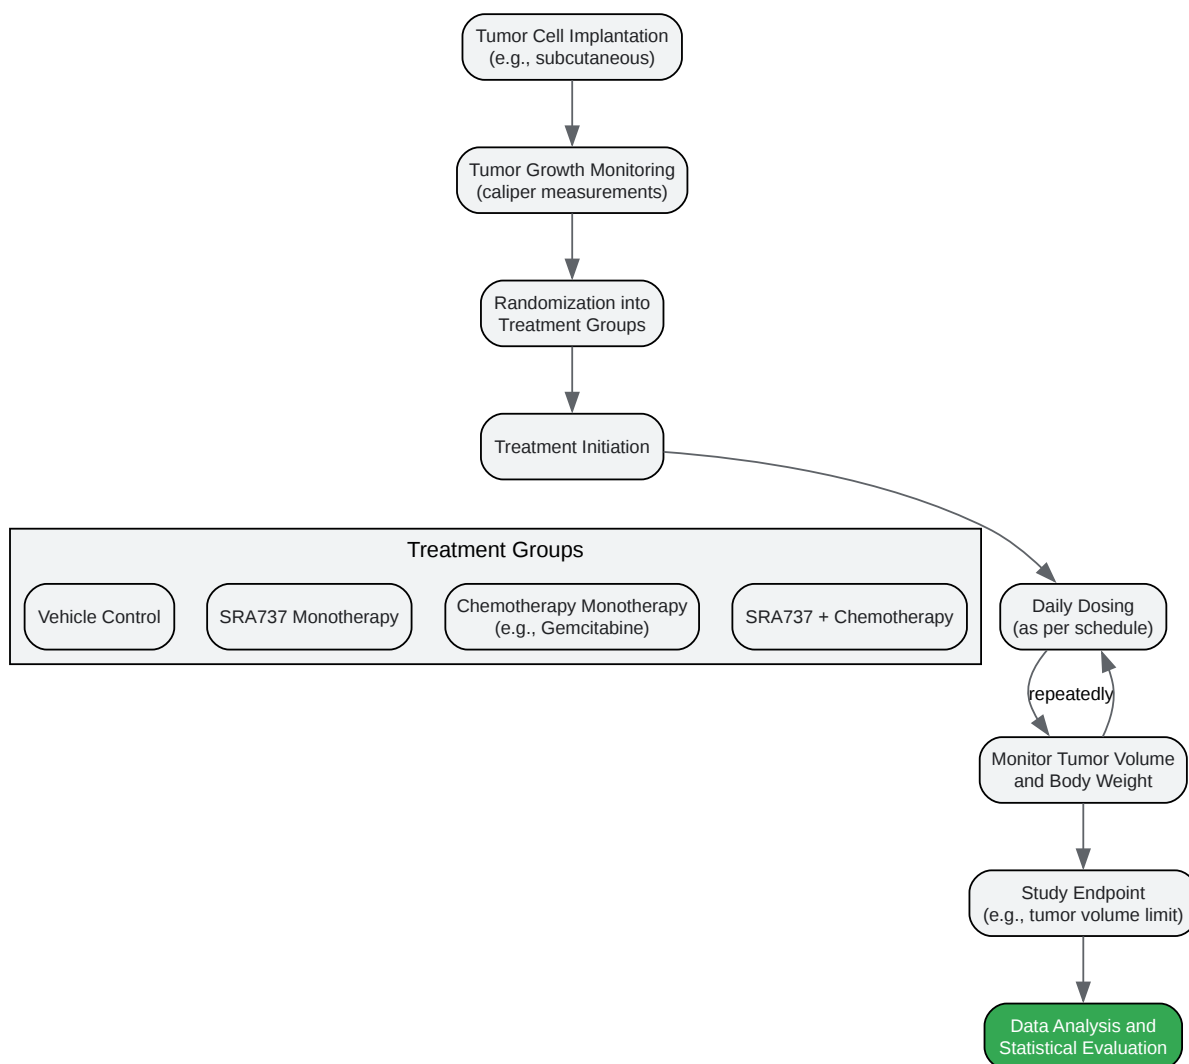 Tumor Cell Implantation
(e.g., subcutaneous)
Tumor Growth Monitoring
(caliper measurements)
Randomization into
Treatment Groups
Treatment Initiation
Treatment Groups
Vehicle Control
SRA737 Monotherapy
Chemotherapy Monotherapy
(e.g., Gemcitabine)
SRA737 + Chemotherapy
Daily Dosing
(as per schedule)
repeatedly
Monitor Tumor Volume
and Body Weight
Study Endpoint
(e.g., tumor volume limit)
Data Analysis and
Statistical Evaluation